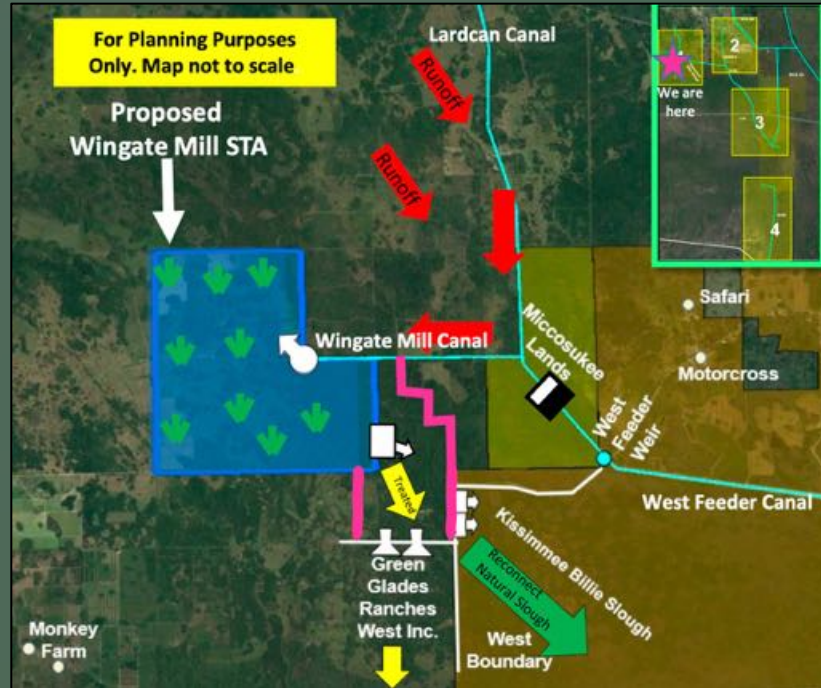 For Planning Purposes
Only. Map not to scale
Lardcan Canal
2
We are
here
3
4
Proposed
Wingate Mill STA
Runoff
Runoff
Safari
Motorcross
Wingate Mill Canal
Miccosukee
Lands
West
Feeder
Weir
West Feeder Canal
Treated
Kissimmee Billie Slough
Reconnect
Natural Slough
Green
Glades
Ranches
West Inc.
West
Boundary
Monkey
Farm